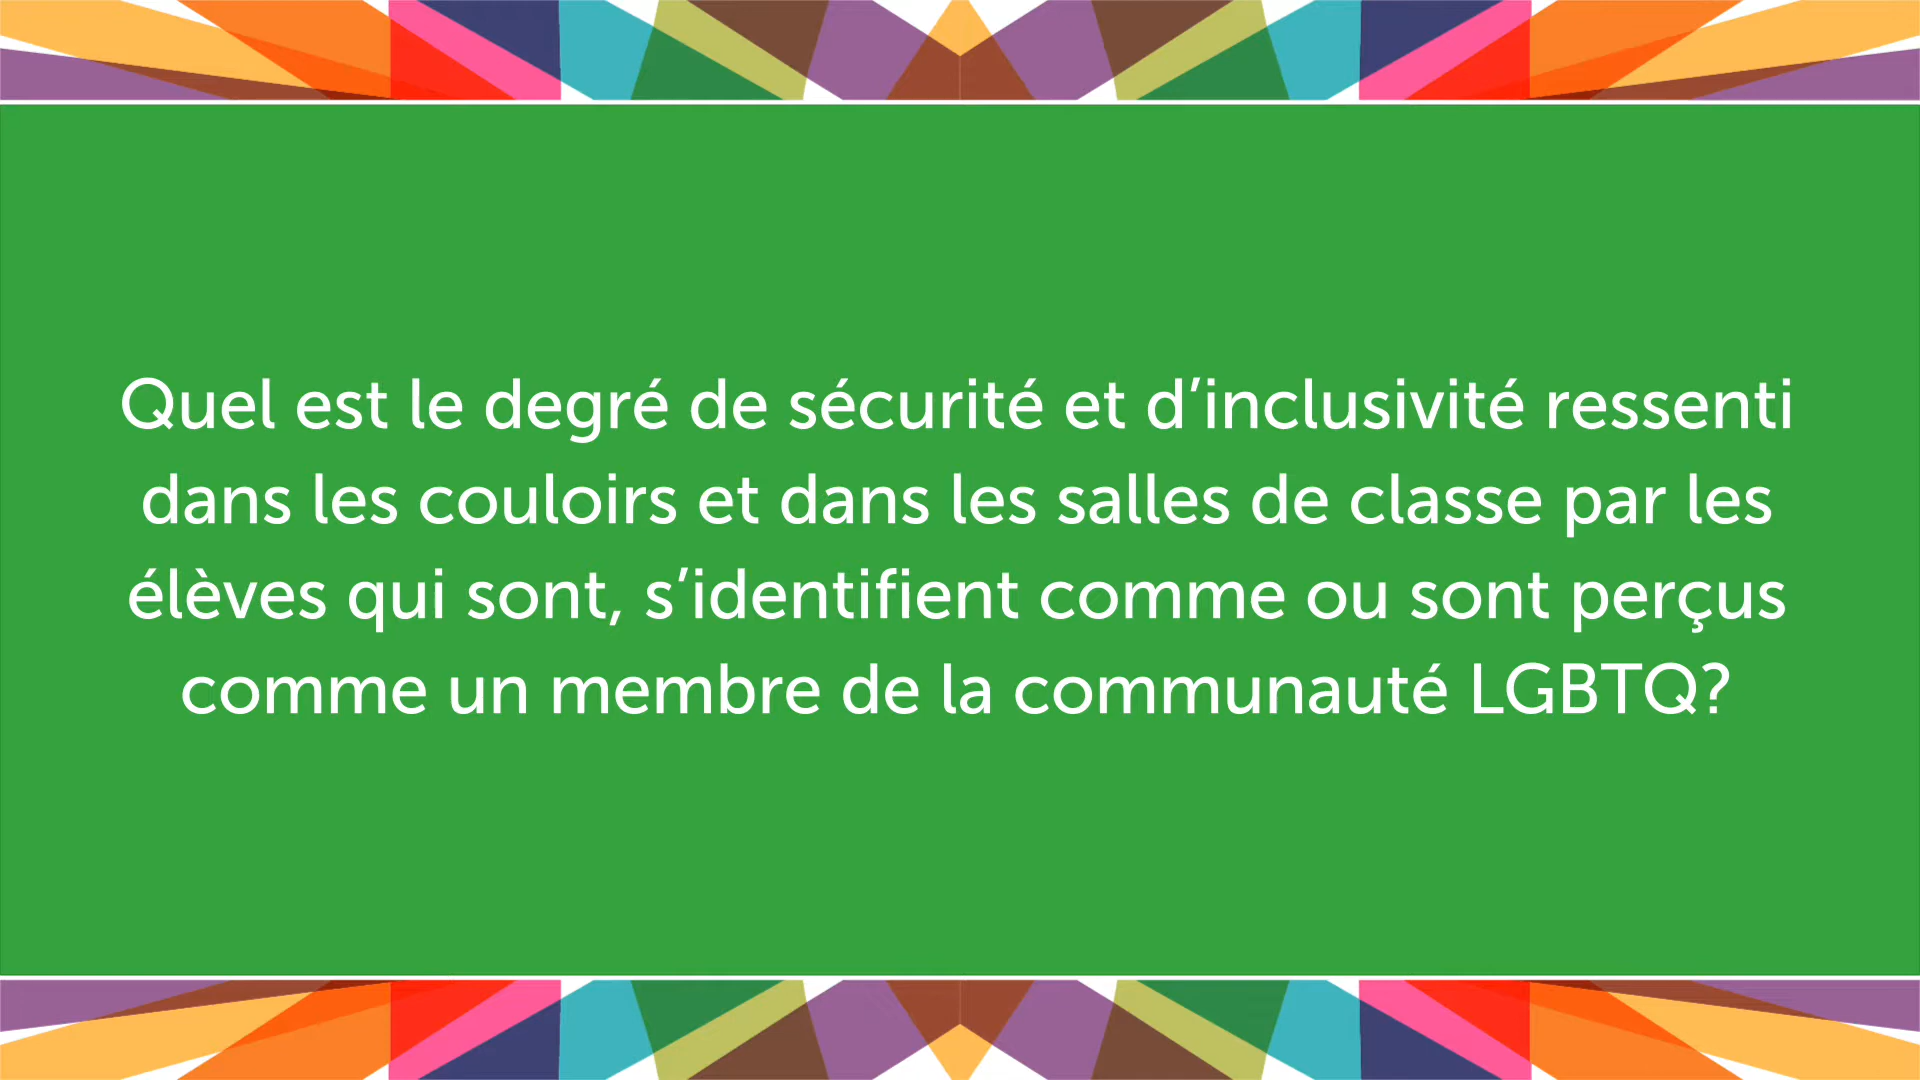 Quel est le degré de sécurité et d’inclusivité ressenti
dans les couloirs et dans les salles de classe par les
élèves qui sont, s’identifient comme ou sont perçus
comme un membre de la communauté LGBTQ?